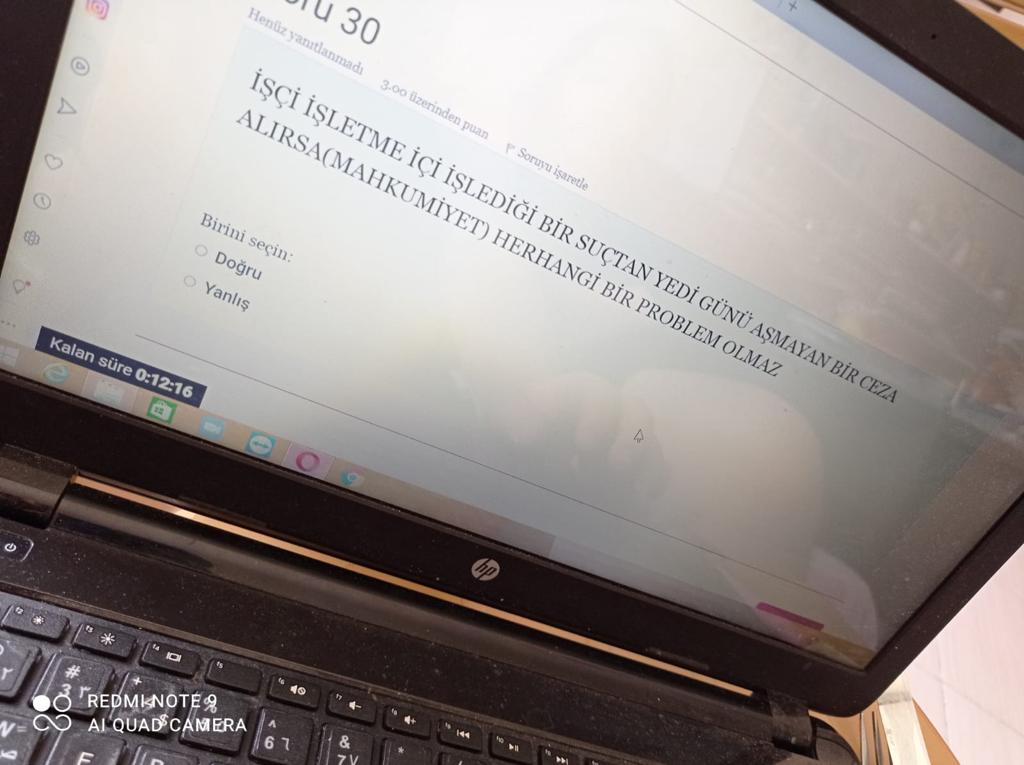 oru 30
Henüz yanıtlanmadı
3.00 üzerinden puan
Soruyu işaretle
İŞÇİ İŞLETME İÇİ İŞLEDİĞİ BİR SUÇTAN YEDİ GÜNÜ AŞMAYAN BİR CEZA
ALIRSA(MAHKUMİYET) HERHANGİ BİR PROBLEM OLMAZ
Birini seçin:
Doğru
Yanlış
Kalan süre 0:12:16
hp
REDMI NOTE 9
AI QUAD CAMERA